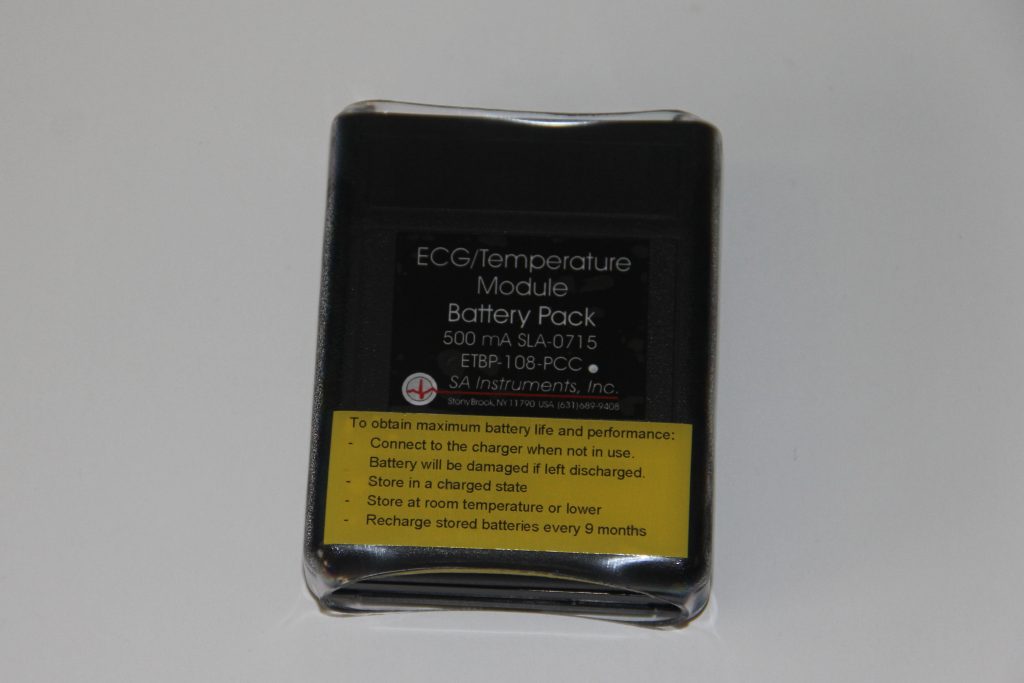 ECG/Temperature
Module
Battery Pack
500 mA SLA-0715
ETBP-108-PCC
SA Instruments, Inc.
StonyBrook, NY 11790 USA (631)689-9408
To obtain maximum battery life and performance:
- Connect to the charger when not in use.
Battery will be damaged if left discharged.
- Store in a charged state
- Store at room temperature or lower
- Recharge stored batteries every 9 months